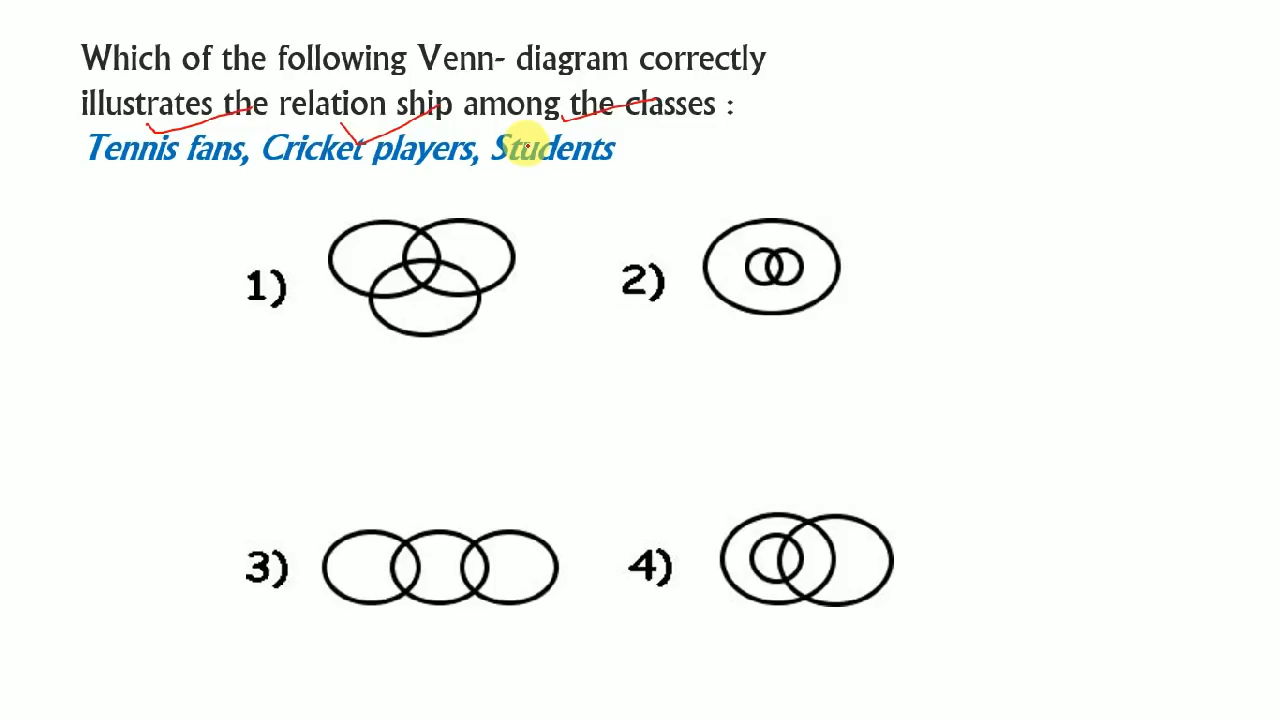 Which of the following Venn- diagram correctly
illustrates the relation ship among the classes :
Tennis fans, Cricket players, Students
1)
2)
3)
4)